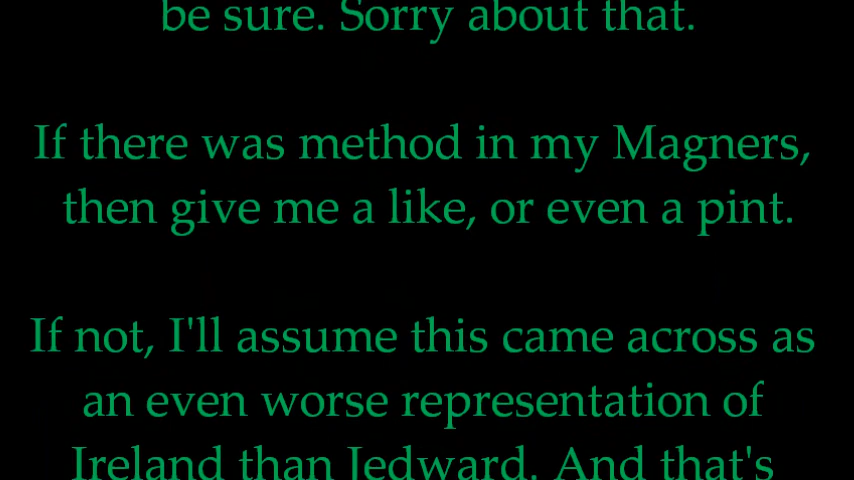 be sure. Sorry about that.
If there was method in my Magners,
then give me a like, or even a pint.
If not, I'll assume this came across as
an even worse representation of
Ireland than Jedward. And that's